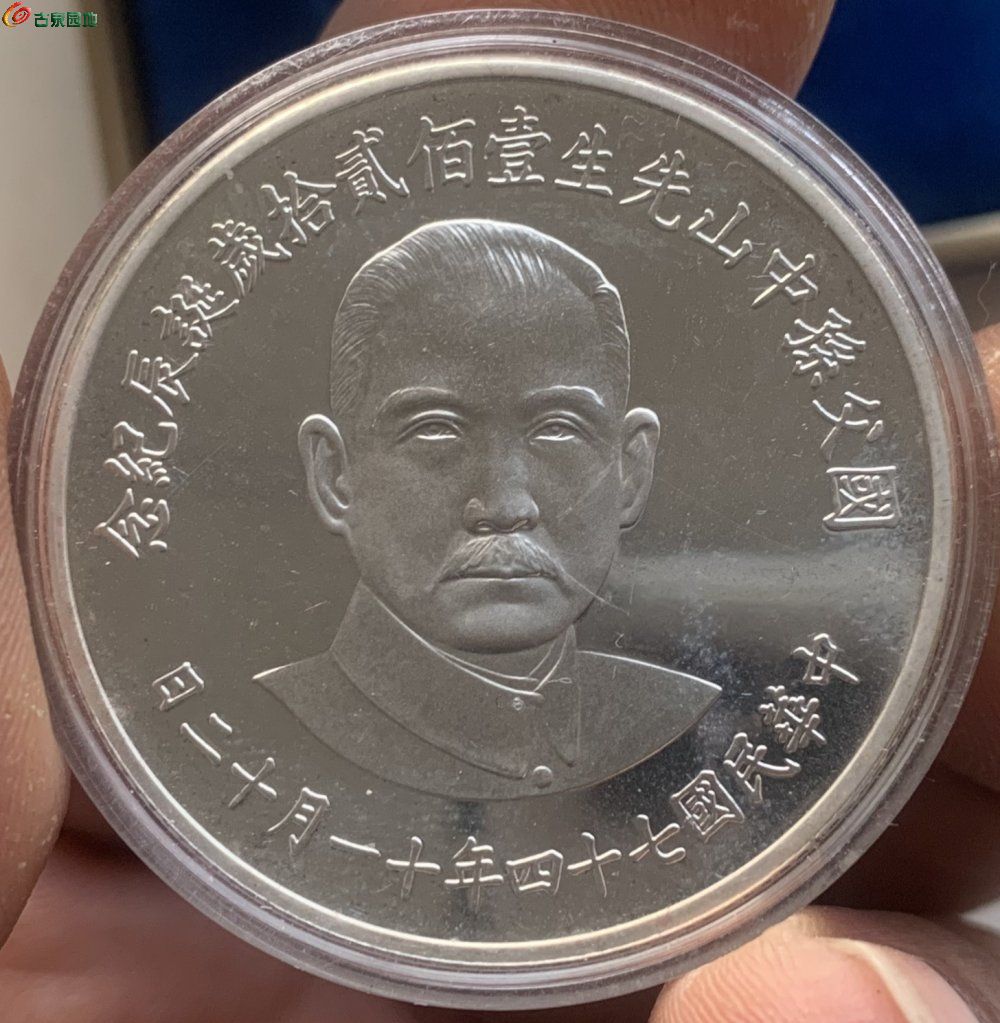 古泉园地
國父孫中山先生壹佰貳拾歲誕辰紀念
中華民國七十四年十一月十二日